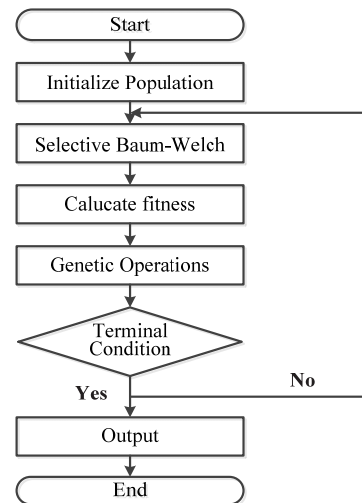 Start
Initialize Population
Selective Baum-Welch
Calucate fitness
Genetic Operations
Terminal
Condition
Yes
No
Output
End